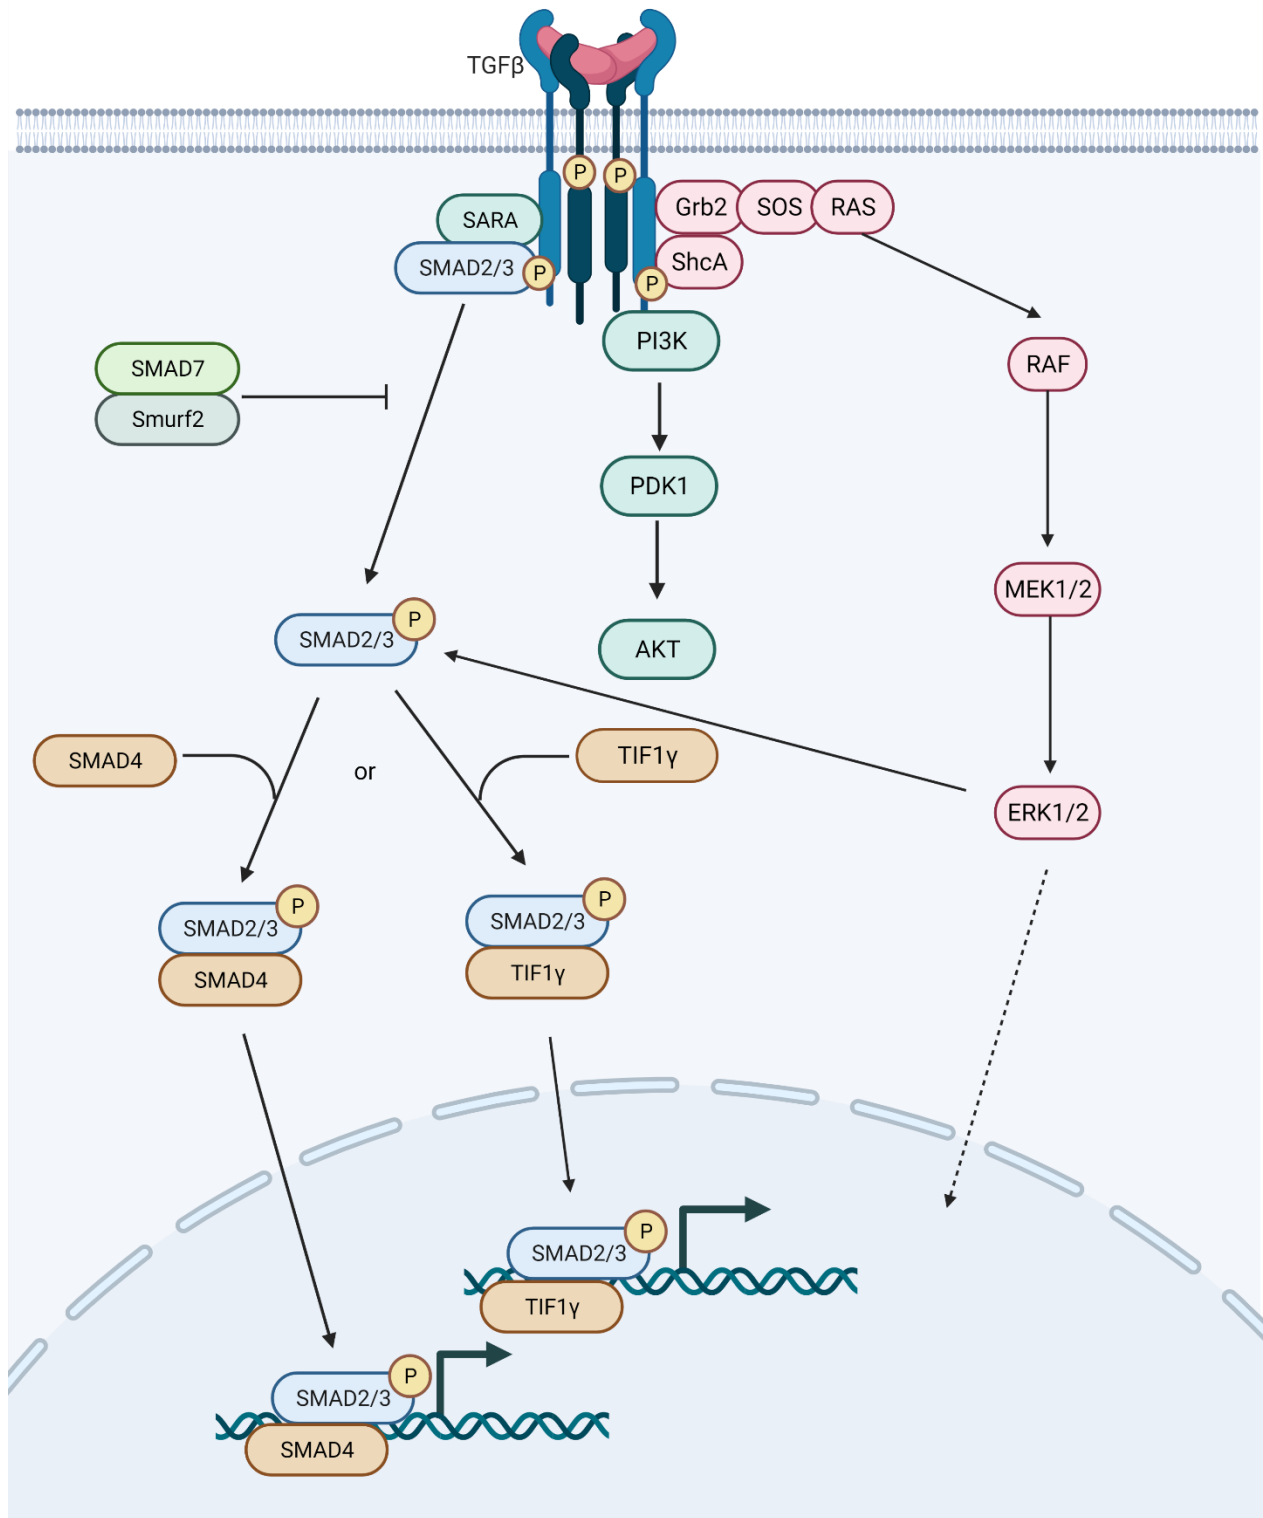 TGFβ
P
P
SARA
Grb2
SOS
RAS
SMAD2/3
P
ShcA
P
PI3K
RAF
SMAD7
Smurf2
PDK1
MEK1/2
SMAD2/3
P
AKT
SMAD4
or
TIF1γ
ERK1/2
SMAD2/3
P
SMAD4
SMAD2/3
P
TIF1γ
SMAD2/3
P
TIF1γ
SMAD2/3
P
SMAD4